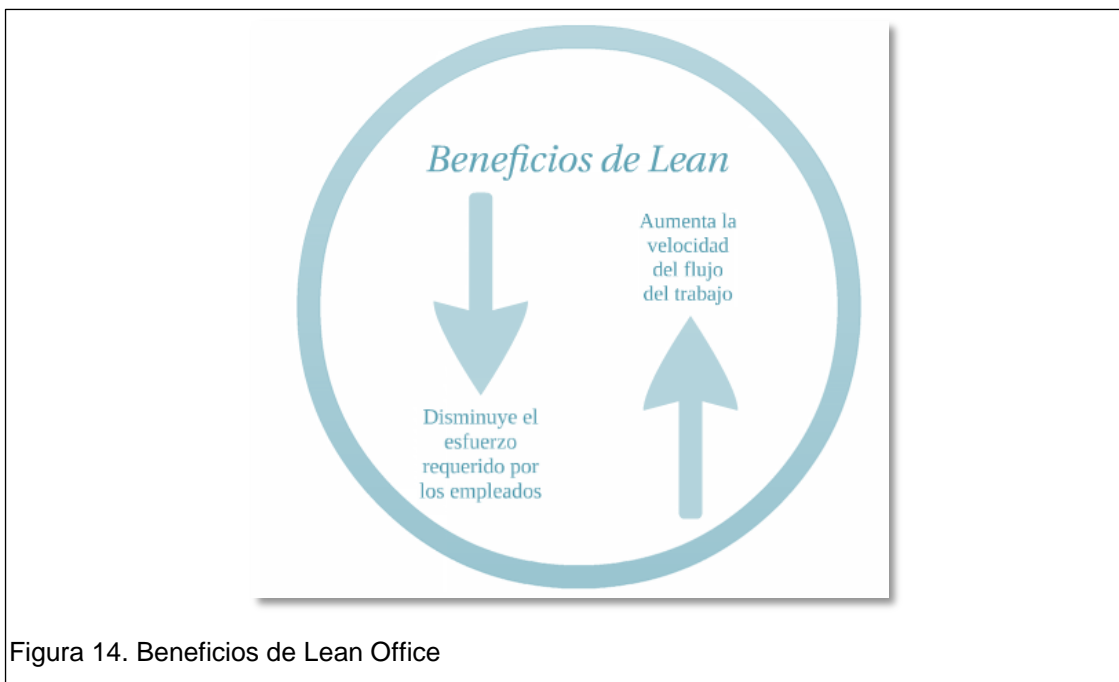 Beneficios de Lean
Aumenta la
velocidad
del flujo
del trabajo
Disminuye el
esfuerzo
requerido por
los empleados
Figura 14. Beneficios de Lean Office